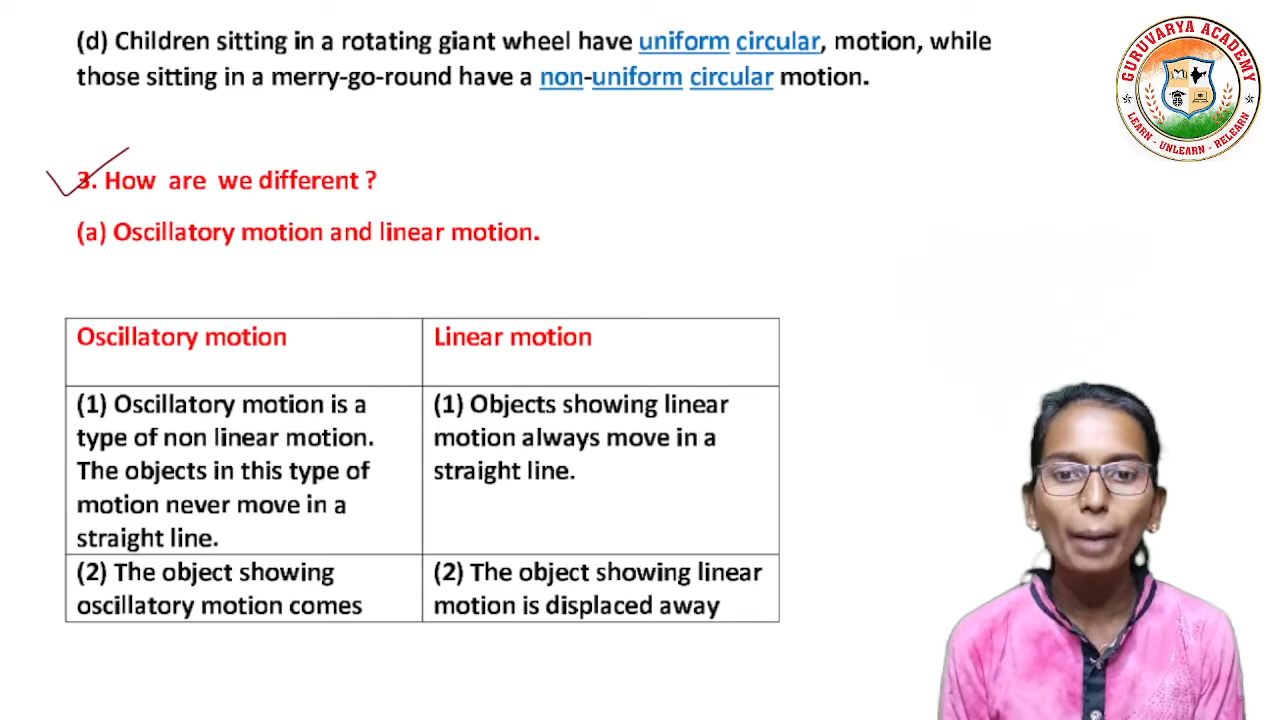 (d) Children sitting in a rotating giant wheel have uniform circular, motion, while
those sitting in a merry-go-round have a non-uniform circular motion.
GURUVARYA ACADEMY
LEARN - UNLEARN - RELEARN
3. How are we different ?
(a) Oscillatory motion and linear motion.
Oscillatory motion
Linear motion
(1) Oscillatory motion is a
type of non linear motion.
The objects in this type of
motion never move in a
straight line.
(1) Objects showing linear
motion always move in a
straight line.
(2) The object showing
oscillatory motion comes
(2) The object showing linear
motion is displaced away